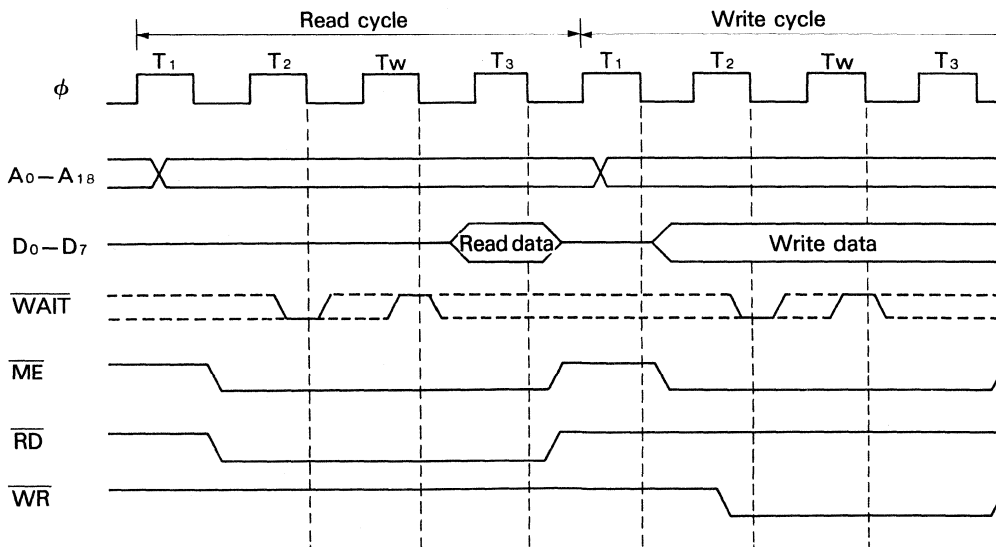 Read cycle Write cycle
T1 T2 TW T3 T1 T2 TW T3
ϕ
A0–A18
D0–D7 Read data Write data
WAIT
ME
RD
WR